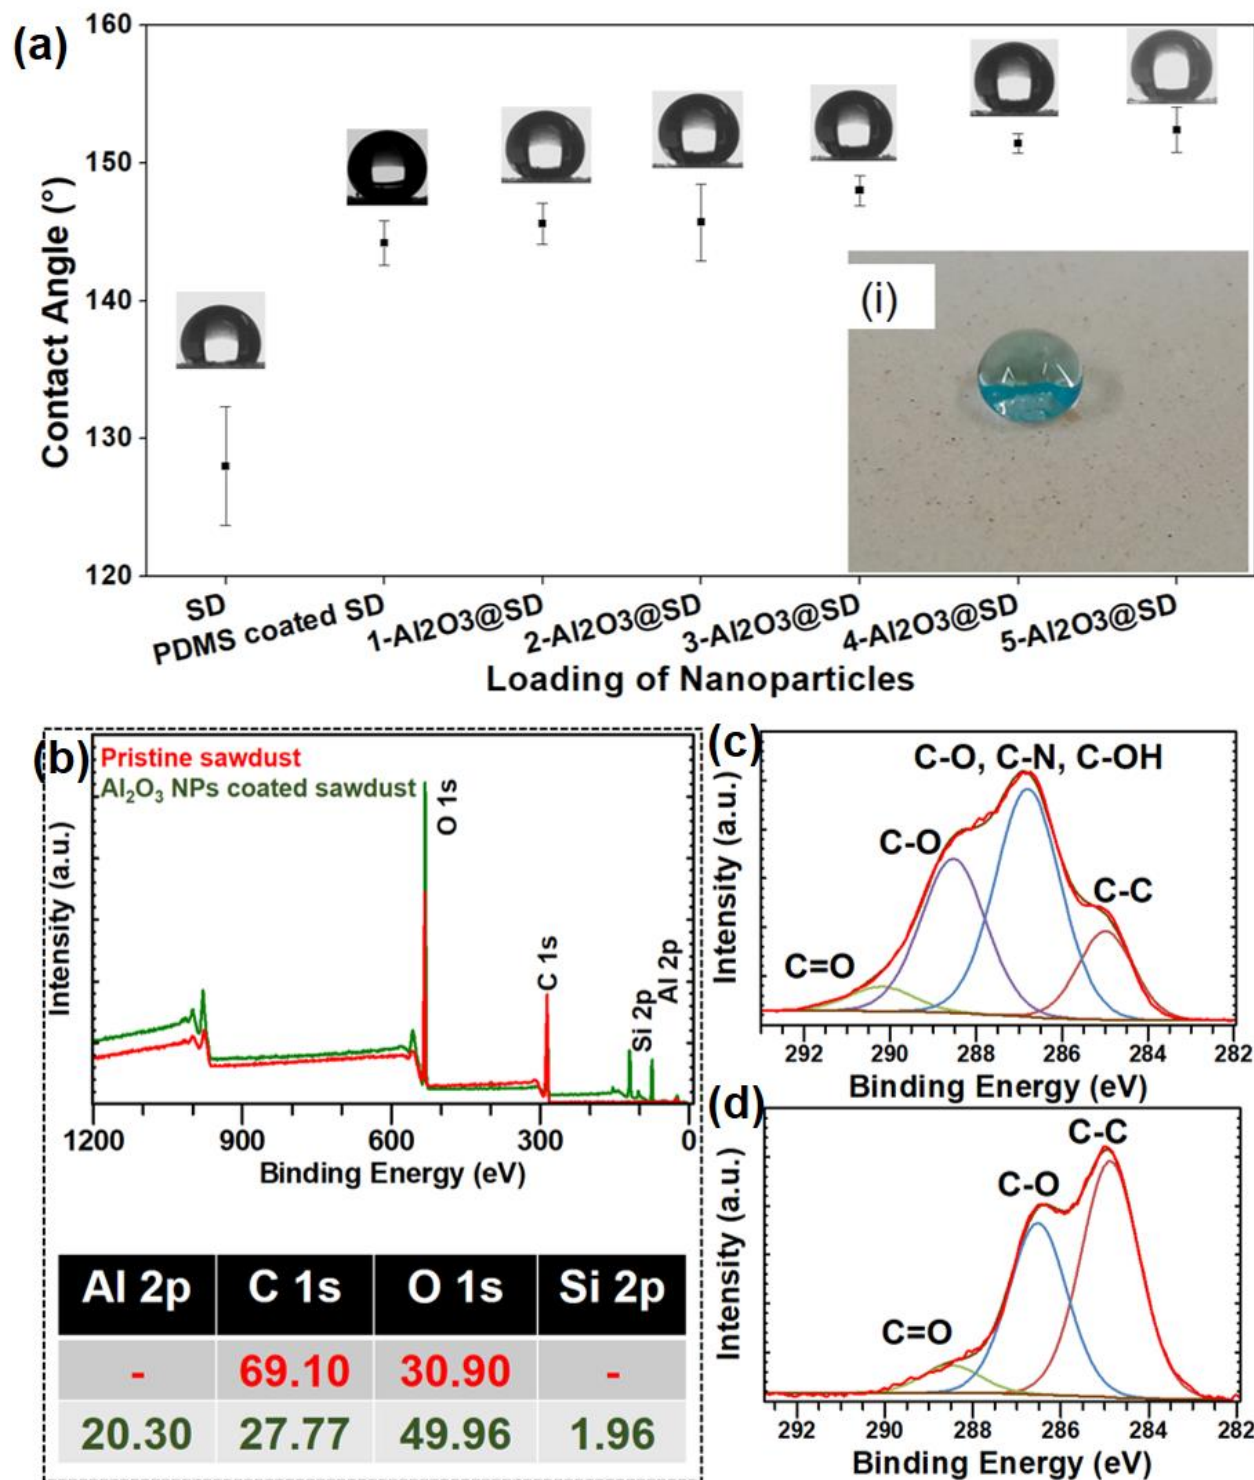 (a)
160
150
140
130
120
Contact Angle (°)
(i)
SD
PDMS coated SD
1-Al2O3@SD
2-Al2O3@SD
3-Al2O3@SD
4-Al2O3@SD
5-Al2O3@SD
Loading of Nanoparticles
(b)
Pristine sawdust
Al₂O₃ NPs coated sawdust
O 1s
C 1s
Si 2p
Al 2p
Intensity (a.u.)
1200 900 600 300 0
Binding Energy (eV)
Al 2p C 1s O 1s Si 2p
- 69.10 30.90 -
20.30 27.77 49.96 1.96
(c)
C-O, C-N, C-OH
C-O
C-C
C=O
Intensity (a.u.)
292 290 288 286 284 282
Binding Energy (eV)
(d)
C-C
C-O
C=O
Intensity (a.u.)
292 290 288 286 284 282
Binding Energy (eV)